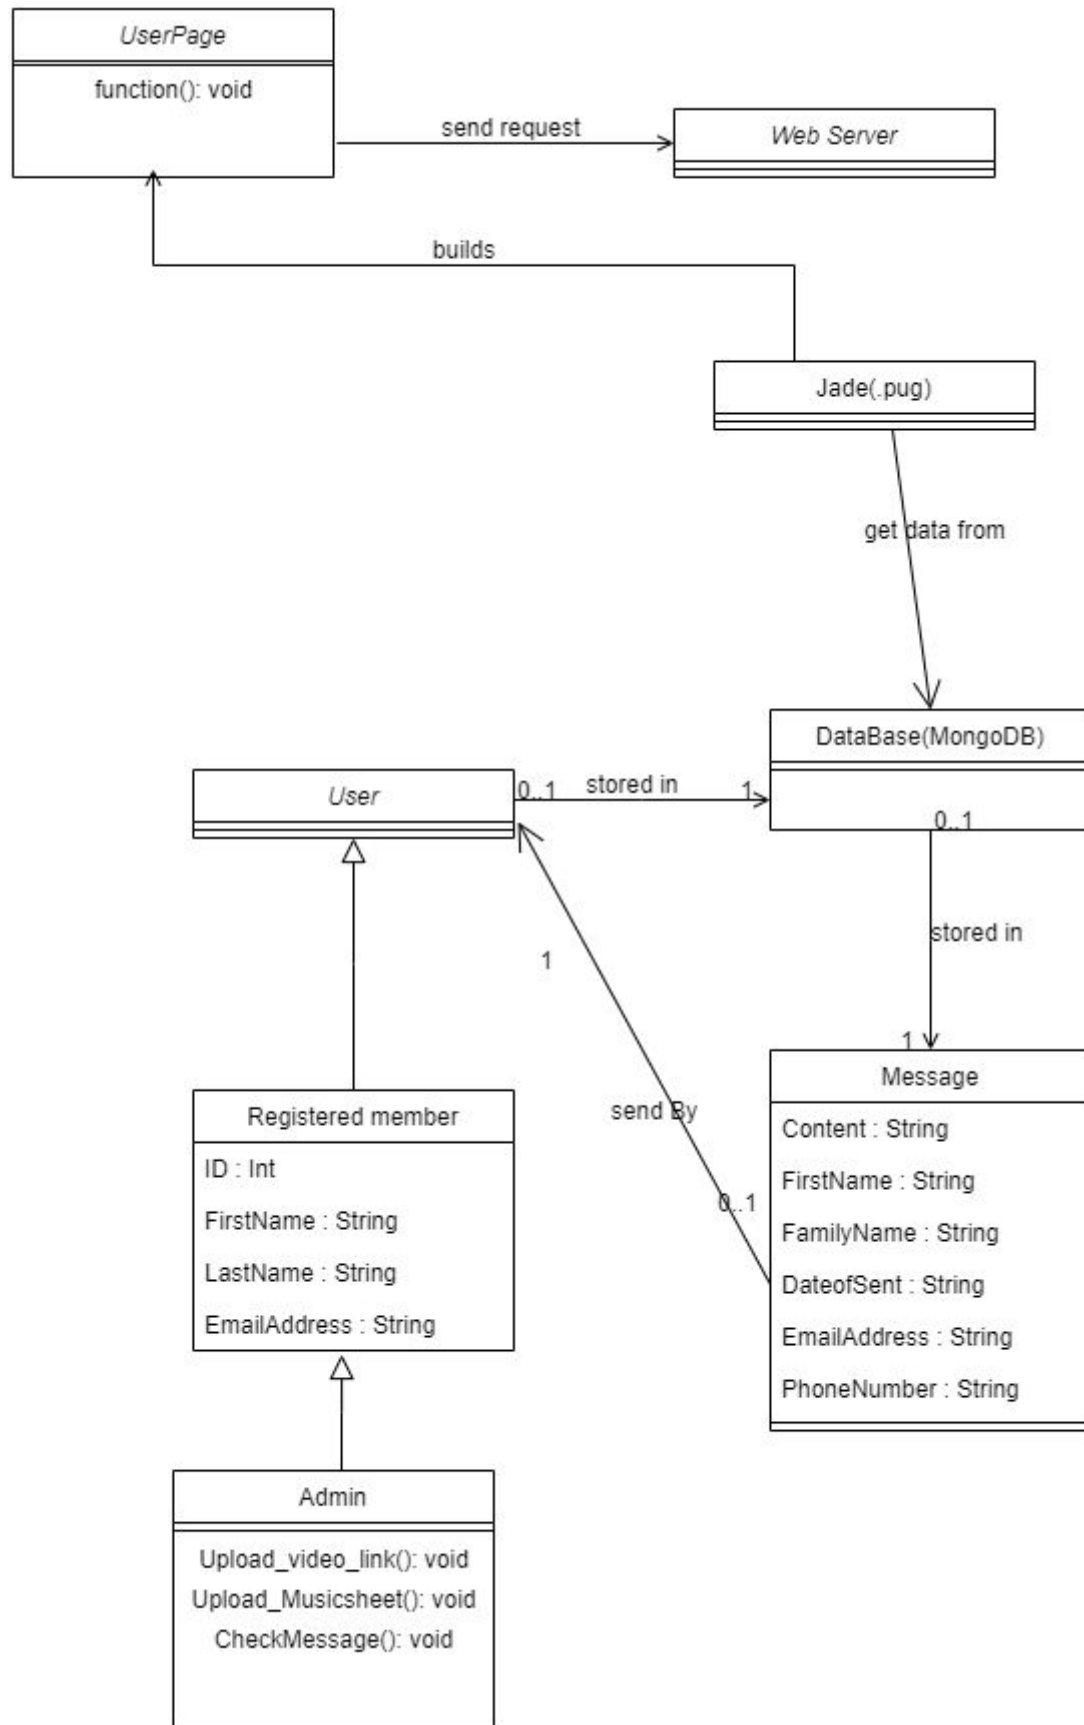 UserPage
function(): void
send request
Web Server
builds
Jade(.pug)
get data from
DataBase(MongoDB)
User
0..1
stored in
1
0..1
stored in
1
1
send By
0..1
Message
Content : String
FirstName : String
FamilyName : String
DateofSent : String
EmailAddress : String
PhoneNumber : String
Registered member
ID : Int
FirstName : String
LastName : String
EmailAddress : String
Admin
Upload_video_link(): void
Upload_Musicsheet(): void
CheckMessage(): void